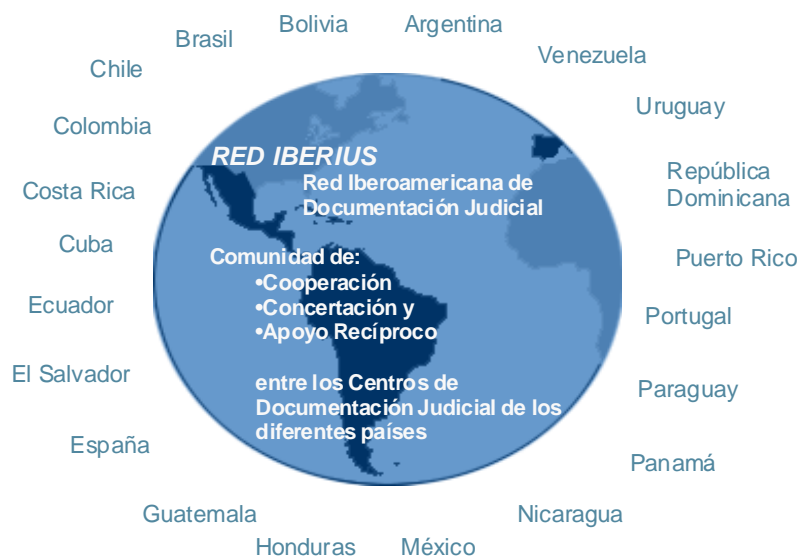 Bolivia
Argentina
Brasil
Venezuela
Chile
Uruguay
Colombia
República
Dominicana
Costa Rica
Cuba
Puerto Rico
Ecuador
Portugal
El Salvador
Paraguay
España
Panamá
Guatemala
Nicaragua
Honduras
México
RED IBERIUS
Red Iberoamericana de
Documentación Judicial
Comunidad de:
•Cooperación
•Concertación y
•Apoyo Recíproco
entre los Centros de
Documentación Judicial de los
diferentes países